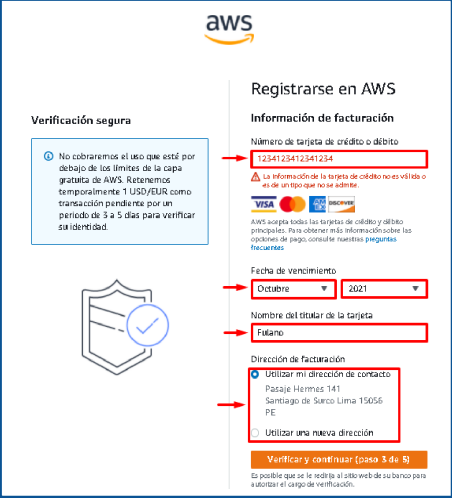 aws
Registrarse en AWS
Verificación segura
No cobraremos el uso que esté por
debajo de los límites de la capa
gratuita de AWS. Retenemos
temporalmente 1 USD/EUR como
transacción pendiente por un
periodo de 3 a 5 días para verificar
su identidad.
Información de facturación
Número de tarjeta de crédito o débito
1234123412341234
La información de la tarjeta de crédito no es válida o
es de un tipo que no se admite.
VISA
AM EX
DISCOVER
AWS acepta todas las tarjetas de crédito y débito
principales. Para obtener más información sobre las
opciones de pago, consulte nuestras preguntas
frecuentes
Fecha de vencimiento
Octubre 2021
Nombre del titular de la tarjeta
Fulano
Dirección de facturación
Utilizar mi dirección de contacto
Pasaje Hermes 141
Santiago de Surco Lima 15056
PE
Utilizar una nueva dirección
Verificar y continuar (paso 3 de 5)
Es posible que se le redirija al sitio web de su banco para
autorizar el cargo de verificación.